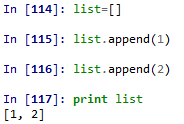 In [114]: list=[]
In [115]: list.append(1)
In [116]: list.append(2)
In [117]: print list
[1, 2]